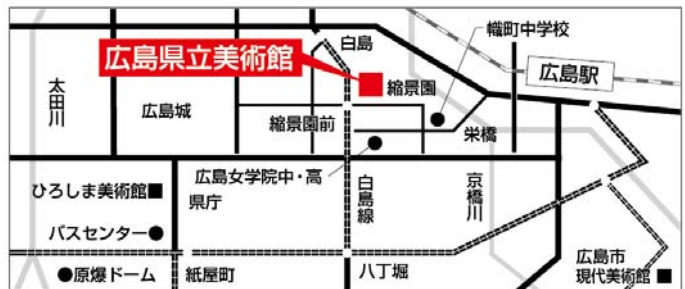 白島
幟町中学校
広島県立美術館
広島駅
太田川
縮景園
広島城
縮景園前
栄橋
広島女学院中・高
県庁
ひろしま美術館
白島線
京橋川
バスセンター
広島市
現代美術館
原爆ドーム
紙屋町
八丁堀